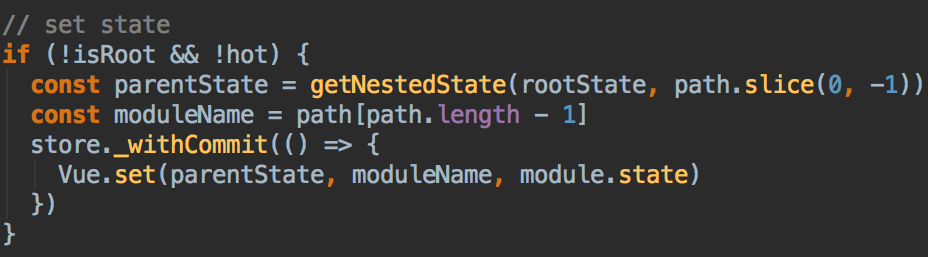 // set state
if (!isRoot && !hot) {
  const parentState = getNestedState(rootState, path.slice(0, -1))
  const moduleName = path[path.length - 1]
  store._withCommit(() => {
    Vue.set(parentState, moduleName, module.state)
  })
}